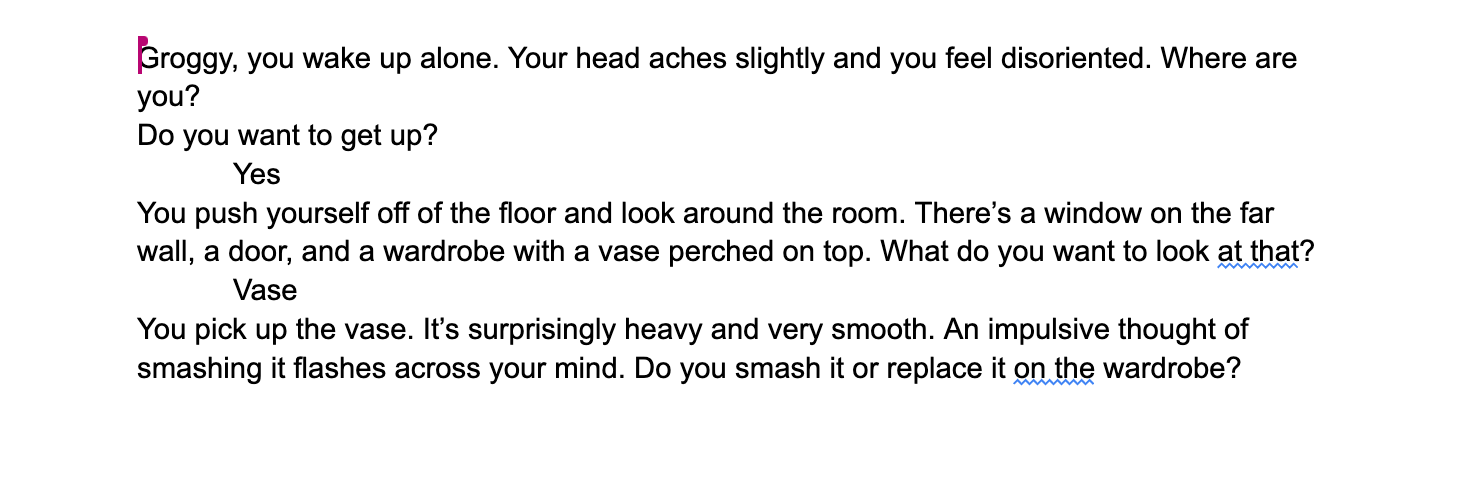 Groggy, you wake up alone. Your head aches slightly and you feel disoriented. Where are
you?
Do you want to get up?
Yes
You push yourself off of the floor and look around the room. There’s a window on the far
wall, a door, and a wardrobe with a vase perched on top. What do you want to look at that?
Vase
You pick up the vase. It’s surprisingly heavy and very smooth. An impulsive thought of
smashing it flashes across your mind. Do you smash it or replace it on the wardrobe?